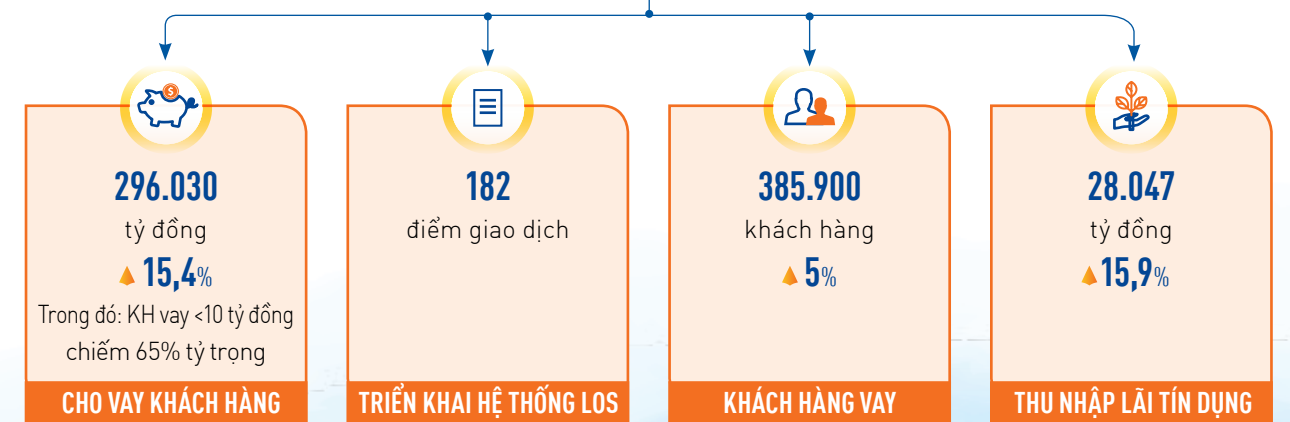 296.030
tỷ đồng
15,4%
Trong đó: KH vay <10 tỷ đồng
chiếm 65% tỷ trọng
CHO VAY KHÁCH HÀNG
182
điểm giao dịch
TRIỂN KHAI HỆ THỐNG LOS
385.900
khách hàng
5%
KHÁCH HÀNG VAY
28.047
tỷ đồng
15,9%
THU NHẬP LÃI TÍN DỤNG